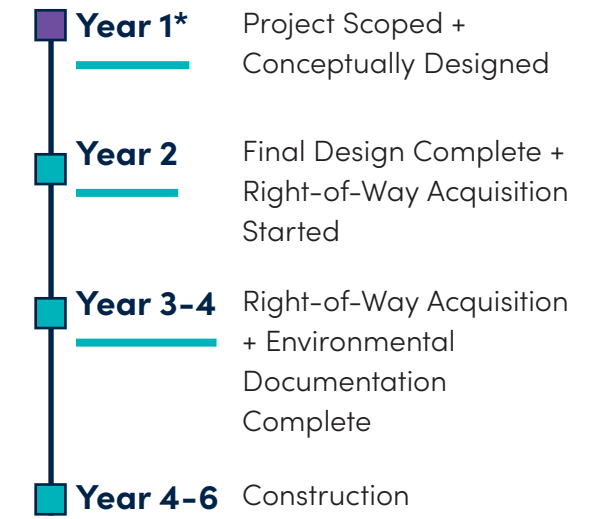 Year 1* Project Scoped +
Conceptually Designed
Year 2 Final Design Complete +
Right-of-Way Acquisition
Started
Year 3-4 Right-of-Way Acquisition
+ Environmental
Documentation
Complete
Year 4-6 Construction